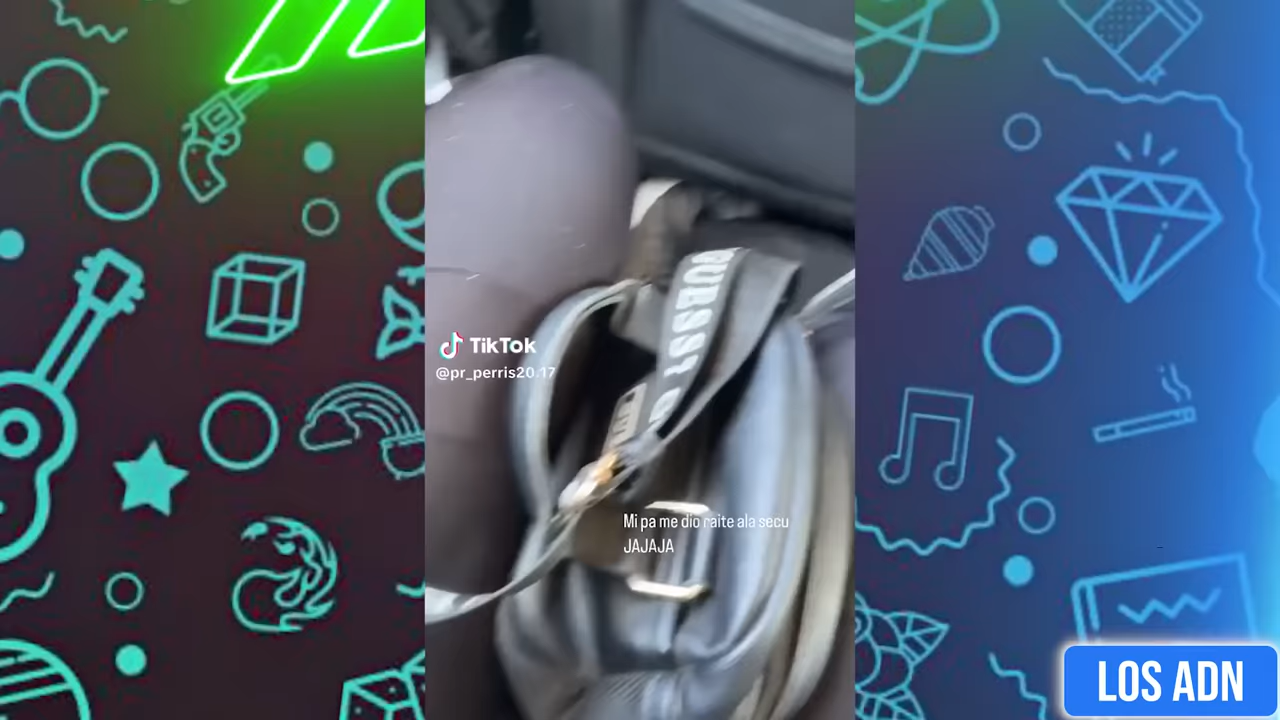 TikTok
@pr_perris20.17
Mi pa me dio raite ala secu
JAJAJA
LOS ADN